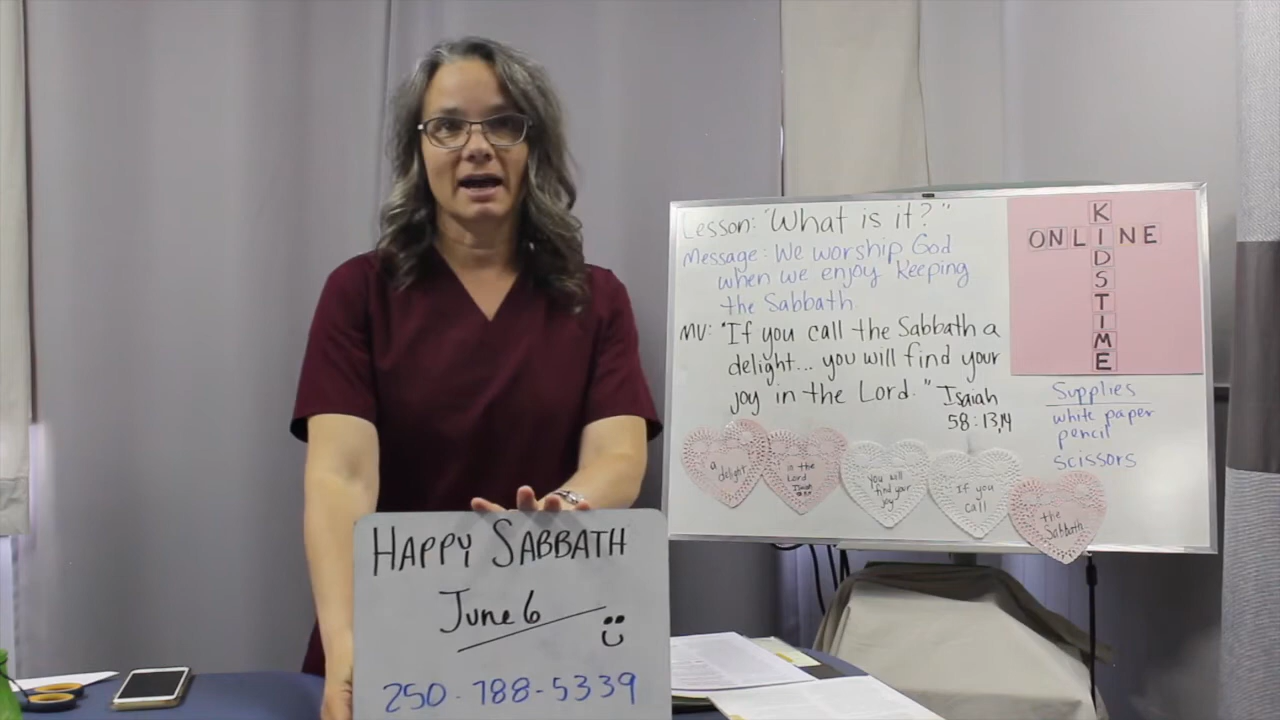 Lesson: "What is it?"
Message: We worship God
when we enjoy keeping
the Sabbath
MV: "If you call the Sabbath a
delight... you will find your
joy in the Lord." Isaiah
58:13,14
KIDSTIME
ONLINE
Supplies
white paper
pencil
scissors
a
delight
in the
Lord
Isaiah
you will
find your
joy
If you
call
the
Sabbath
HAPPY SABBATH
June 6
250-788-5339